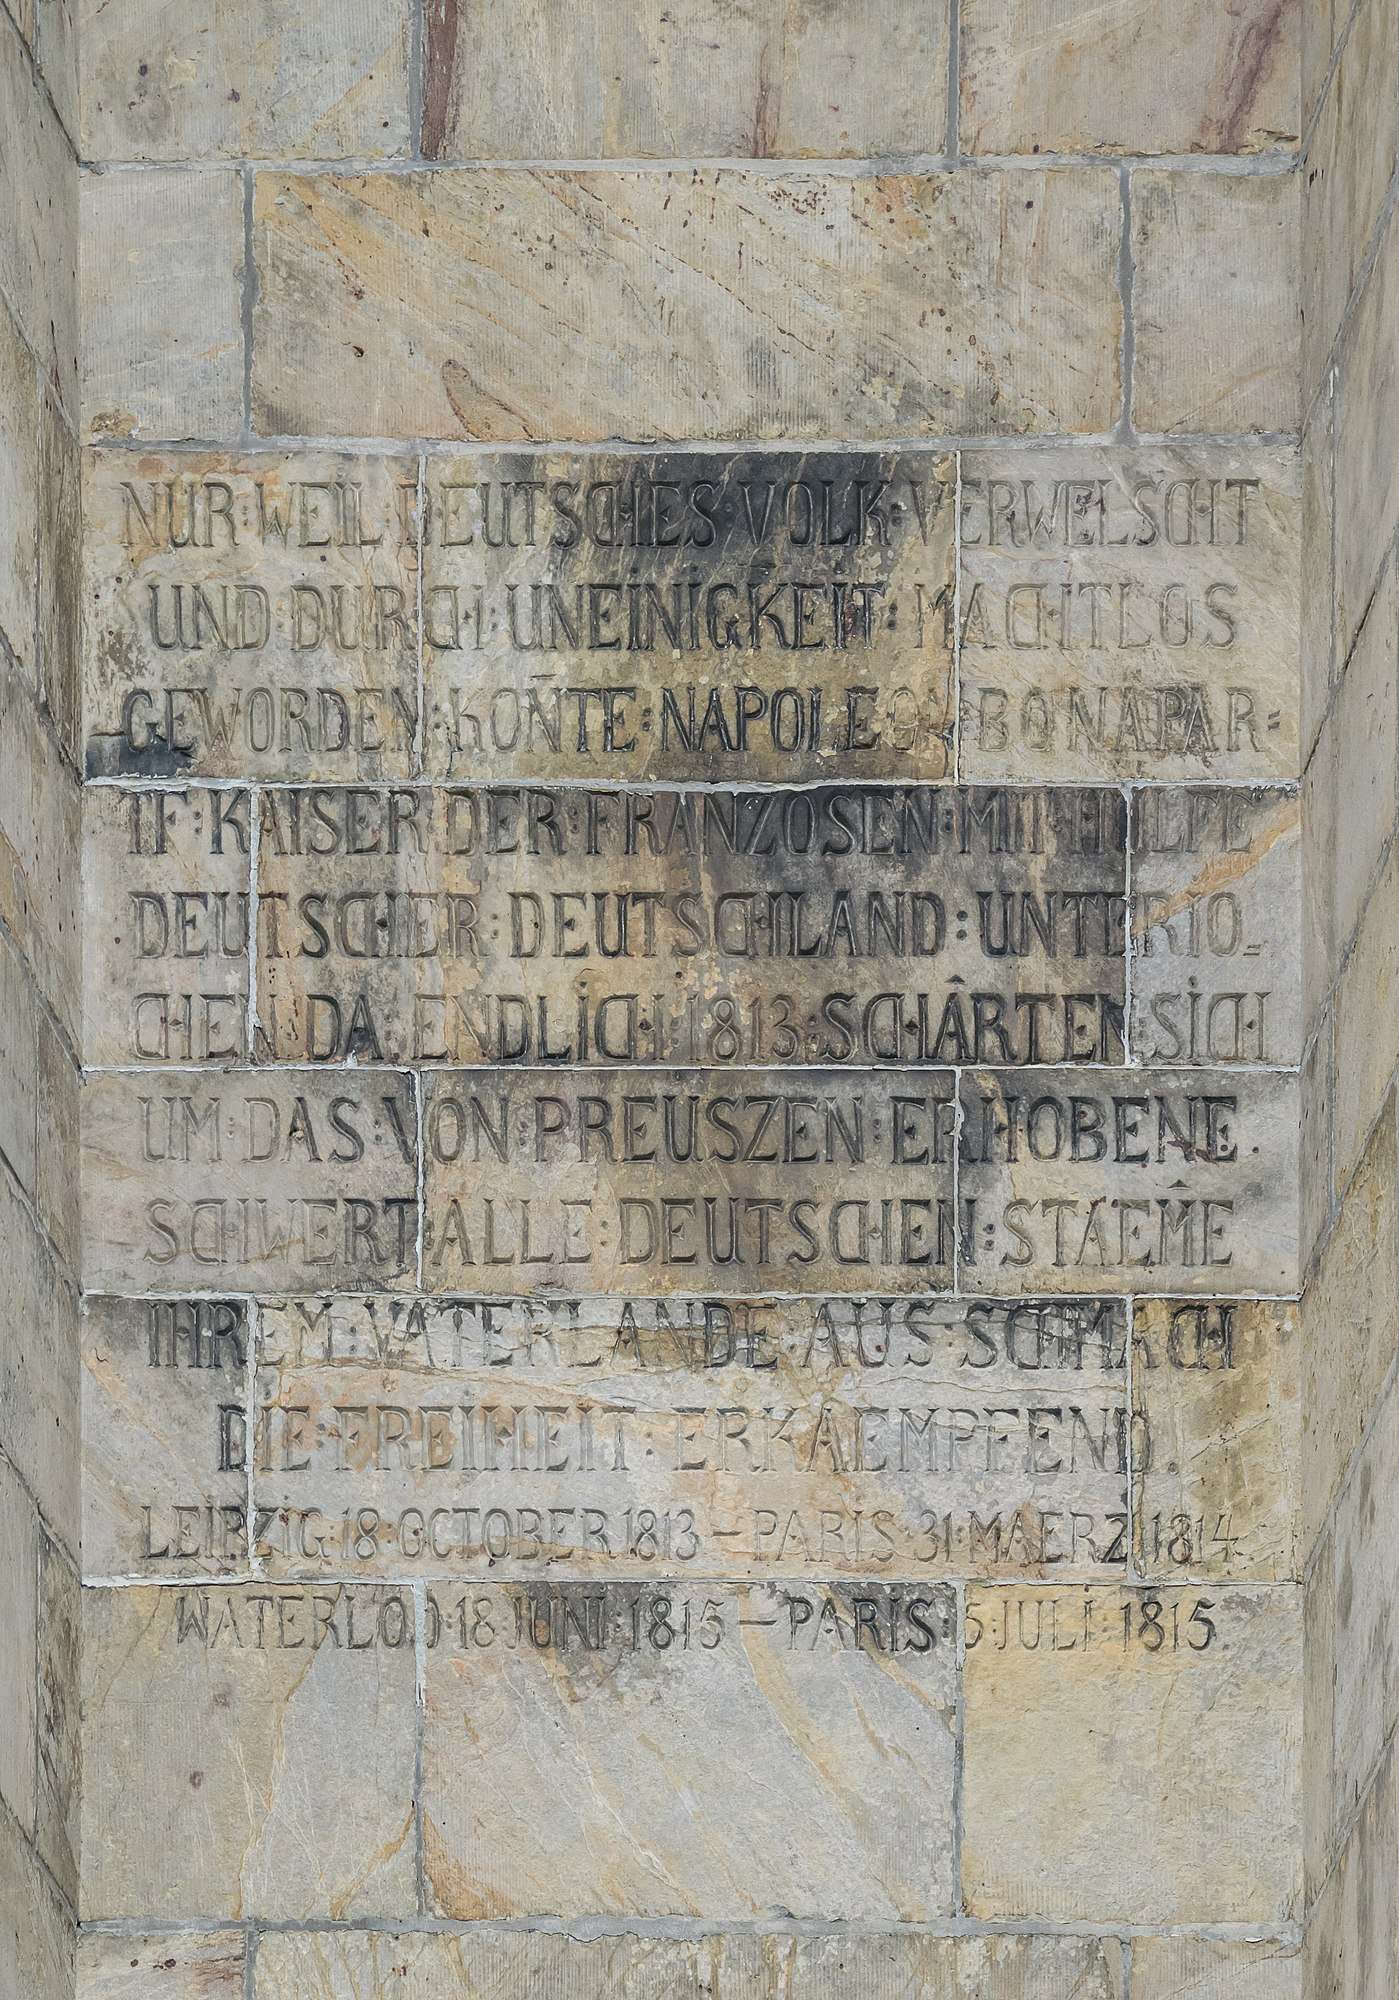 NUR·WEIL·DEUTSCHES VOLK·VERWELSCHT
UND·DURCH·UNEINIGKEIT:MACHTLOS
GEWORDEN:KOÑTE:NAPOLEON BONAPAR=
TE:KAISER DER:FRANZOSEN:MIT HÜLFE
DEUTSCHER:DEUTSCHLAND:UNTERIO=
CHEN DA ENDLICH 1813:SCHÂRTEN SICH
UM:DAS:VON:PREUSZEN:ERHOBENE.
SCHWERT ALLE:DEUTSCHEN:STAEM̂E
IHREM:VATERLANDE AUS SCHMACH
DIE:FREIHEIT:ERKAEMPFEND.
LEIPZIG·18·OCTOBER 1813–PARIS 31 MAERZ 1814
WATERLOO·18 JUNI 1815–PARIS:5·JULI 1815.